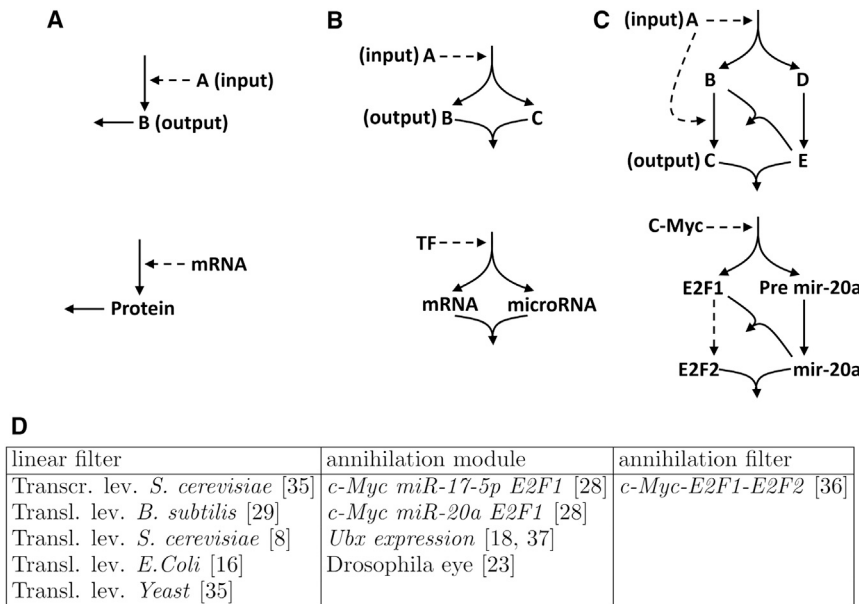 A
B
C
(input) A
(input) A
A (input)
B
D
B (output)
(output) B
C
(output) C
E
TF
C-Myc
mRNA
E2F1
Pre mir-20a
Protein
mRNA
microRNA
E2F2
mir-20a
D
linear filter
annihilation module
annihilation filter
Transcr. lev. S. cerevisiae [35]
c-Myc miR-17-5p E2F1 [28]
c-Myc-E2F1-E2F2 [36]
Transl. lev. B. subtilis [29]
c-Myc miR-20a E2F1 [28]
Transl. lev. S. cerevisiae [8]
Ubx expression [18, 37]
Transl. lev. E.Coli [16]
Drosophila eye [23]
Transl. lev. Yeast [35]